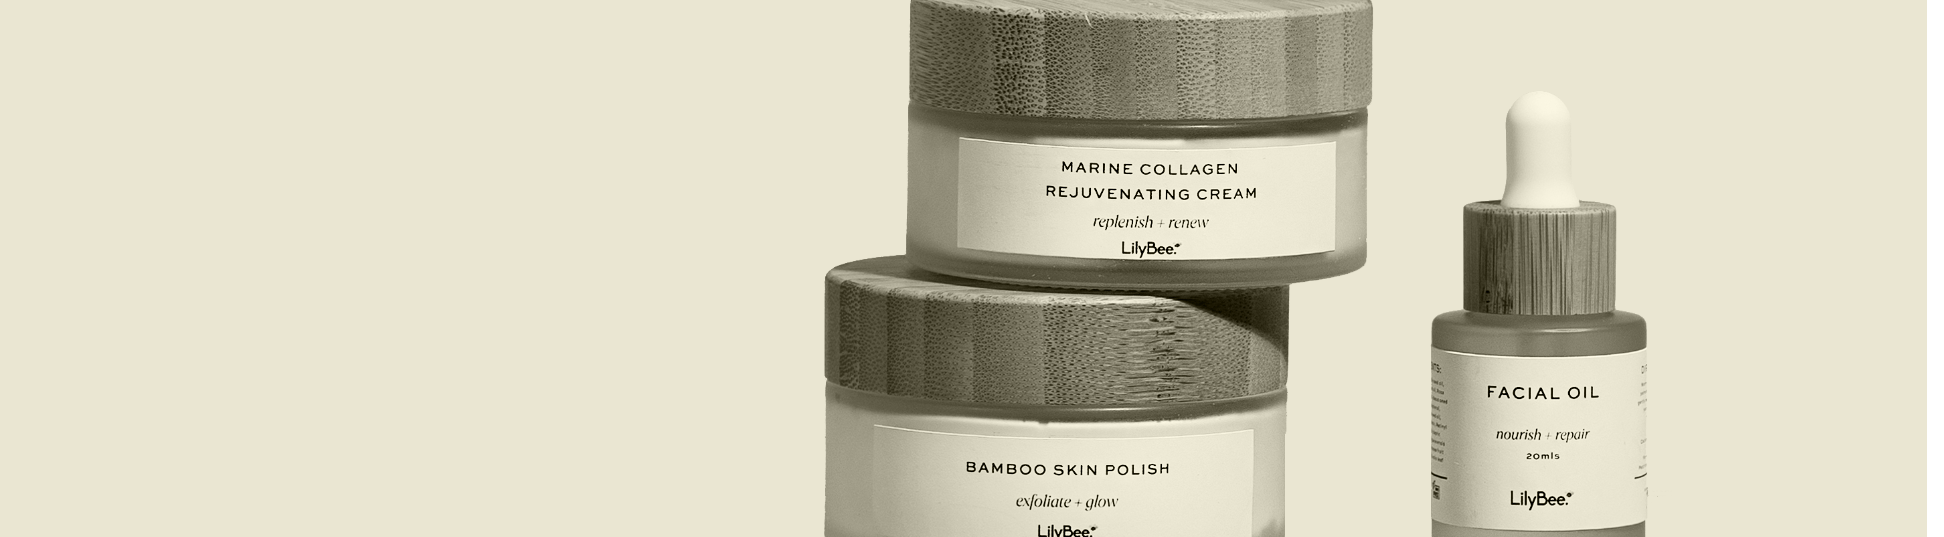 MARINE COLLAGEN
REJUVENATING CREAM
replenish + renew
LilyBee.
BAMBOO SKIN POLISH
exfoliate + glow
LilyBee.
FACIAL OIL
nourish + repair
20mls
LilyBee.